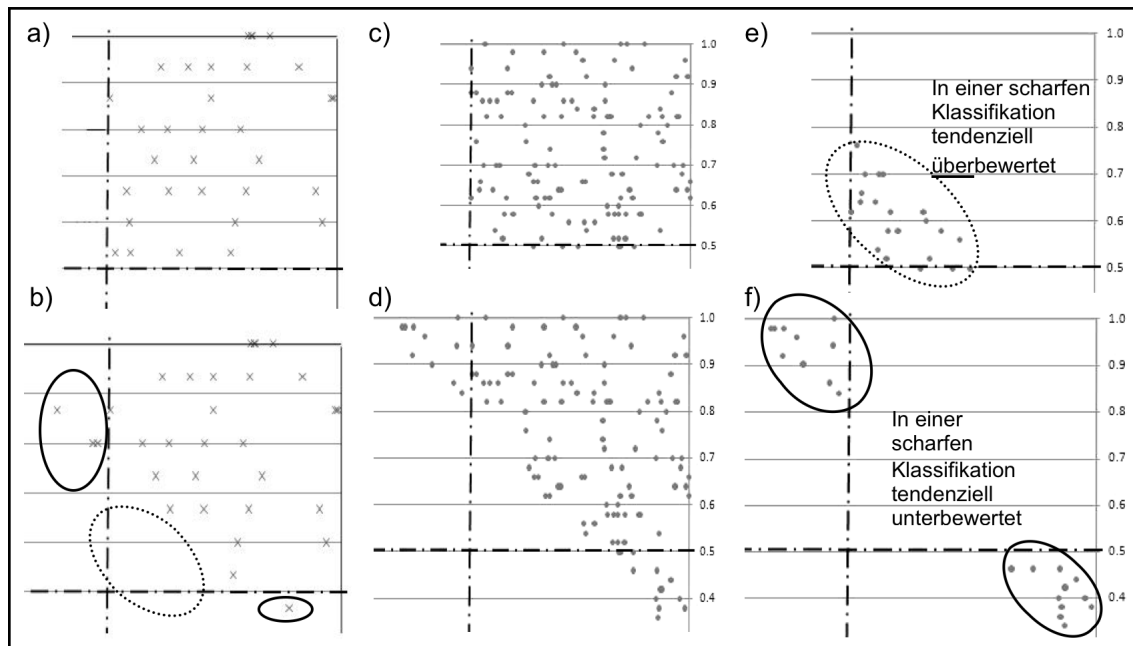 a)
c)
1.0
0.9
0.8
0.7
0.6
0.5
e)
1.0
0.9
0.8
0.7
0.6
0.5
In einer scharfen
Klassifikation
tendenziell
überbewertet
b)
d)
1.0
0.9
0.8
0.7
0.6
0.5
0.4
f)
1.0
0.9
0.8
0.7
0.6
0.5
0.4
In einer
scharfen
Klassifikation
tendenziell
unterbewertet